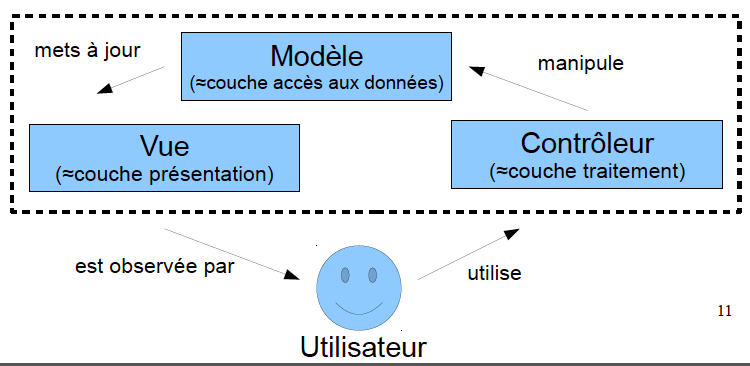 mets à jour
Modèle
(≈couche accès aux données)
manipule
Vue
(≈couche présentation)
Contrôleur
(≈couche traitement)
est observée par
utilise
11
Utilisateur